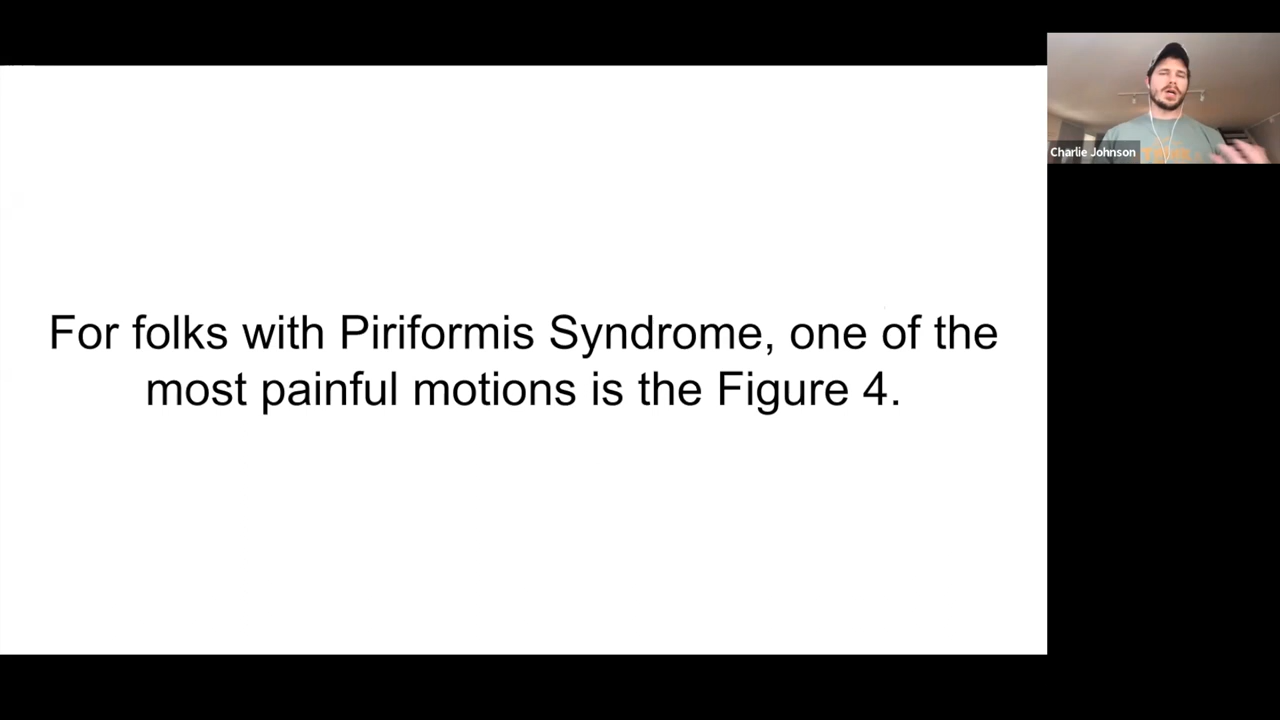 For folks with Piriformis Syndrome, one of the
most painful motions is the Figure 4.
Charlie Johnson